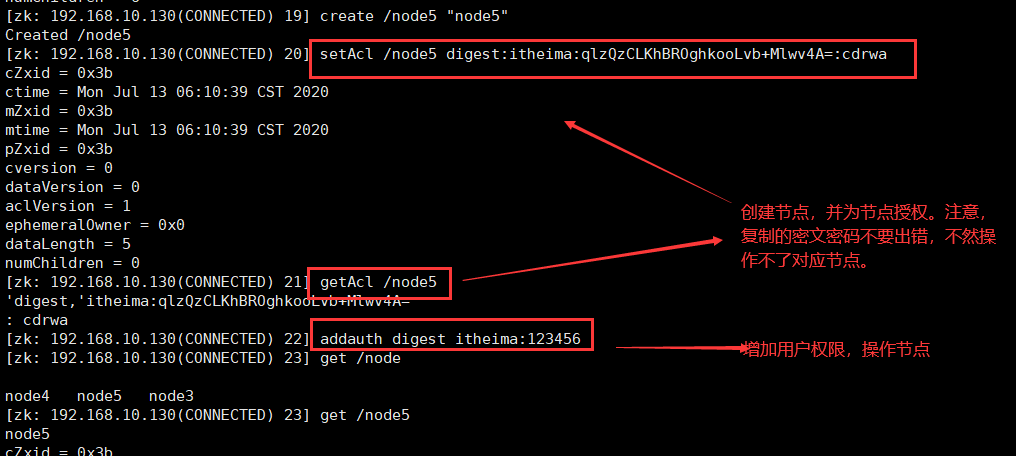 [zk: 192.168.10.130(CONNECTED) 19] create /node5 "node5"
Created /node5
[zk: 192.168.10.130(CONNECTED) 20] setAcl /node5 digest:itheima:qlzQzCLKhBROghkooLvb+Mlwv4A=:cdrwa
cZxid = 0x3b
ctime = Mon Jul 13 06:10:39 CST 2020
mZxid = 0x3b
mtime = Mon Jul 13 06:10:39 CST 2020
pZxid = 0x3b
cversion = 0
dataVersion = 0
aclVersion = 1
ephemeralOwner = 0x0
dataLength = 5
numChildren = 0
[zk: 192.168.10.130(CONNECTED) 21] getAcl /node5
'digest,'itheima:qlzQzCLKhBROghkooLvb+Mlwv4A=
: cdrwa
[zk: 192.168.10.130(CONNECTED) 22] addauth digest itheima:123456
[zk: 192.168.10.130(CONNECTED) 23] get /node
node4 node5 node3
[zk: 192.168.10.130(CONNECTED) 23] get /node5
node5
cZxid = 0x3b
创建节点，并为节点授权。注意，
复制的密文密码不要出错，不然操
作不了对应节点。
增加用户权限，操作节点